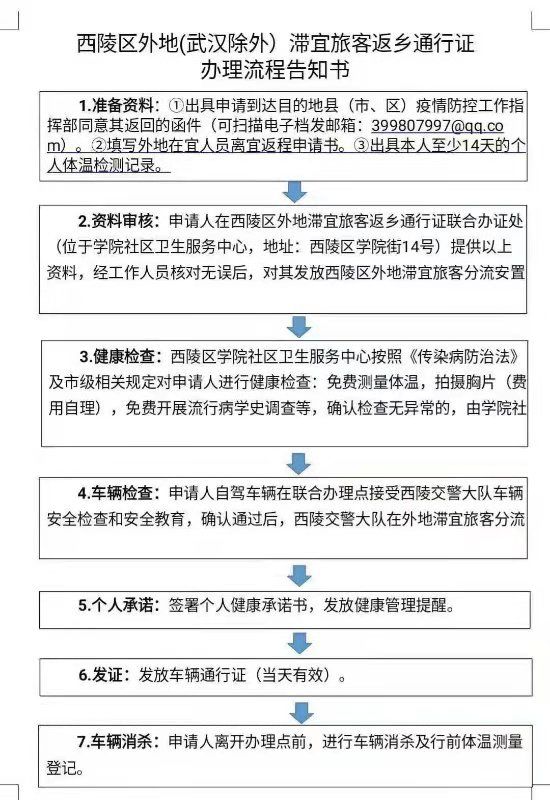 西陵区外地(武汉除外）滞宜旅客返乡通行证
办理流程告知书
1.准备资料：①出具申请到达目的地县（市、区）疫情防控工作指
挥部同意其返回的函件（可扫描电子档发邮箱：399807997@qq.co
m）。②填写外地在宜人员离宜返程申请书。③出具本人至少14天的个
人体温检测记录。
2.资料审核：申请人在西陵区外地滞宜旅客返乡通行证联合办证处
（位于学院社区卫生服务中心，地址：西陵区学院街14号）提供以上
资料，经工作人员核对无误后，对其发放西陵区外地滞宜旅客分流安置
3.健康检查：西陵区学院社区卫生服务中心按照《传染病防治法》
及市级相关规定对申请人进行健康检查：免费测量体温，拍摄胸片（费
用自理），免费开展流行病学史调查等，确认检查无异常的，由学院社
4.车辆检查：申请人自驾车辆在联合办理点接受西陵交警大队车辆
安全检查和安全教育，确认通过后，西陵交警大队在外地滞宜旅客分流
5.个人承诺：签署个人健康承诺书，发放健康管理提醒。
6.发证：发放车辆通行证（当天有效）。
7.车辆消杀：申请人离开办理点前，进行车辆消杀及行前体温测量
登记。